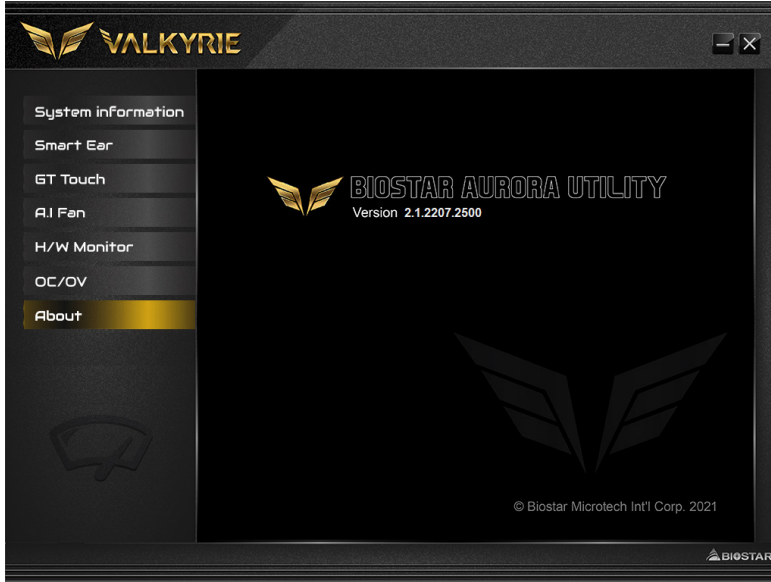 VALKYRIE
System information
Smart Ear
GT Touch
A.I Fan
H/W Monitor
OC/OV
About
BIOSTAR AURORA UTILITY
Version 2.1.2207.2500
© Biostar Microtech Int'l Corp. 2021
BIOSTAR